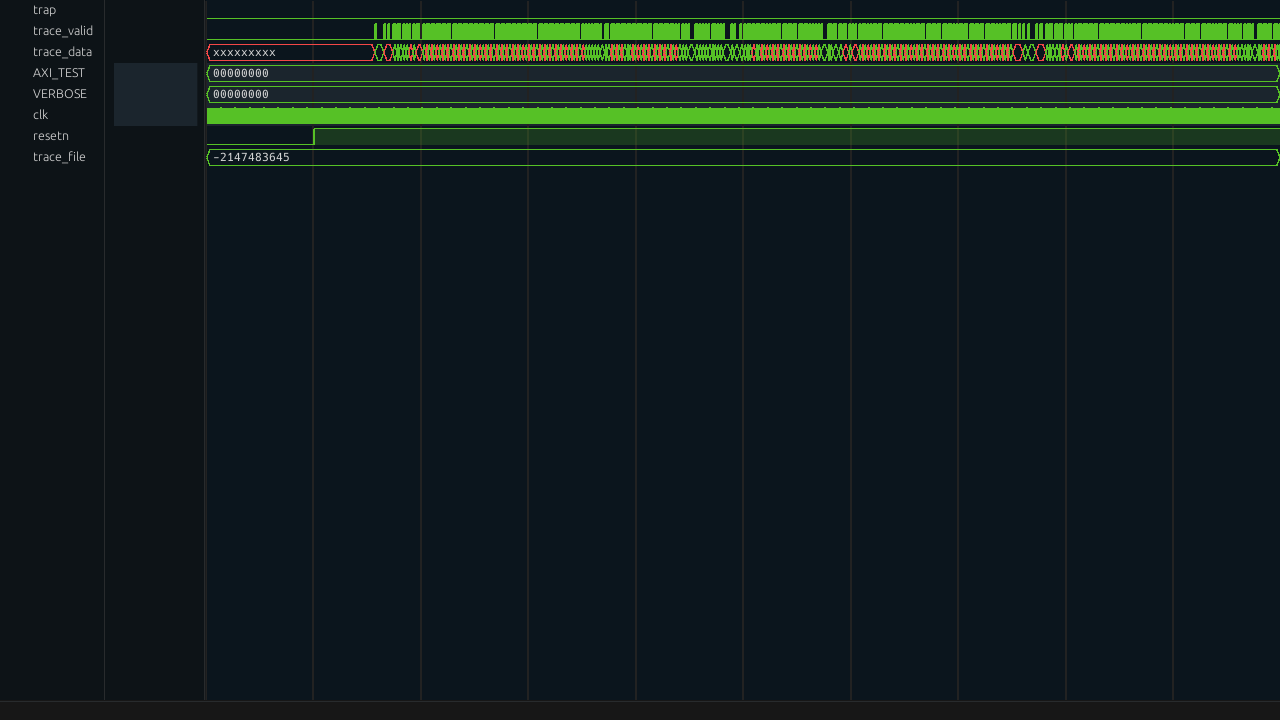 trap
trace_valid
trace_data xxxxxxxxx
AXI_TEST 00000000
VERBOSE 00000000
clk
resetn
trace_file -2147483645